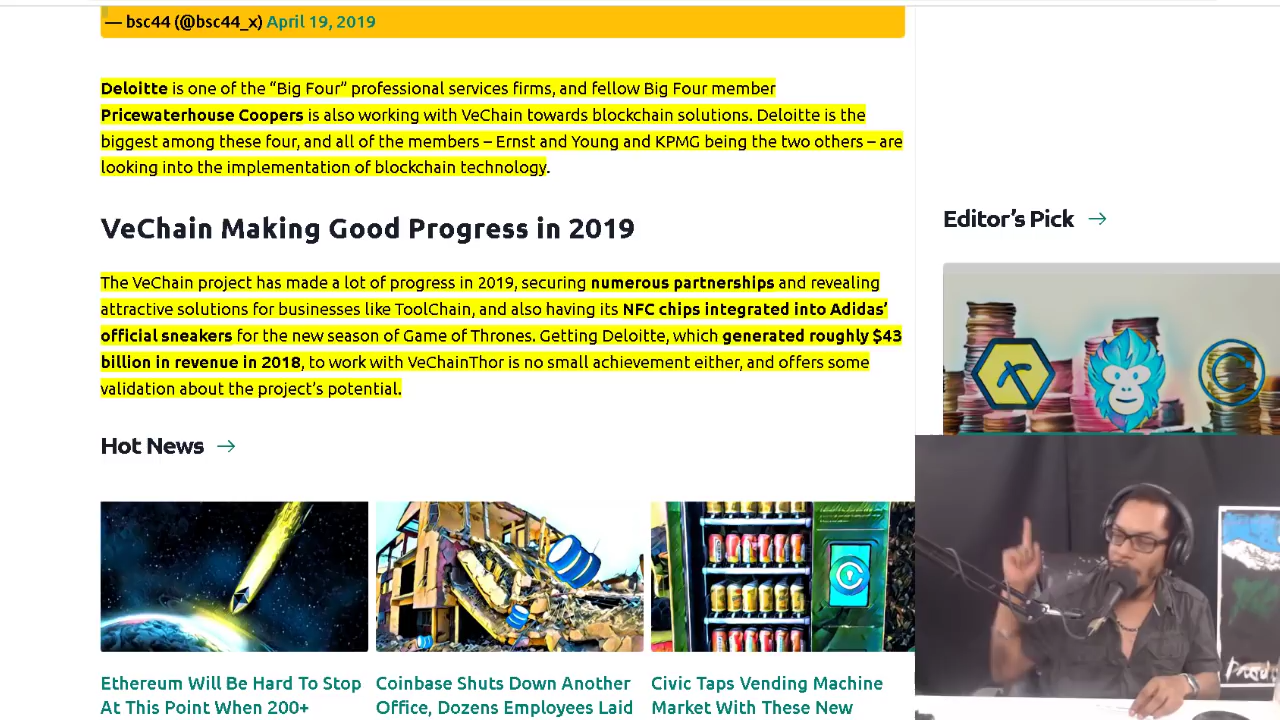 — bsc44 (@bsc44_x) April 19, 2019
Deloitte is one of the “Big Four” professional services firms, and fellow Big Four member
Pricewaterhouse Coopers is also working with VeChain towards blockchain solutions. Deloitte is the
biggest among these four, and all of the members – Ernst and Young and KPMG being the two others – are
looking into the implementation of blockchain technology.
VeChain Making Good Progress in 2019
The VeChain project has made a lot of progress in 2019, securing numerous partnerships and revealing
attractive solutions for businesses like ToolChain, and also having its NFC chips integrated into Adidas’
official sneakers for the new season of Game of Thrones. Getting Deloitte, which generated roughly $43
billion in revenue in 2018, to work with VeChainThor is no small achievement either, and offers some
validation about the project’s potential.
Hot News
Ethereum Will Be Hard To Stop
At This Point When 200+
Coinbase Shuts Down Another
Office, Dozens Employees Laid
Civic Taps Vending Machine
Market With These New
Editor’s Pick